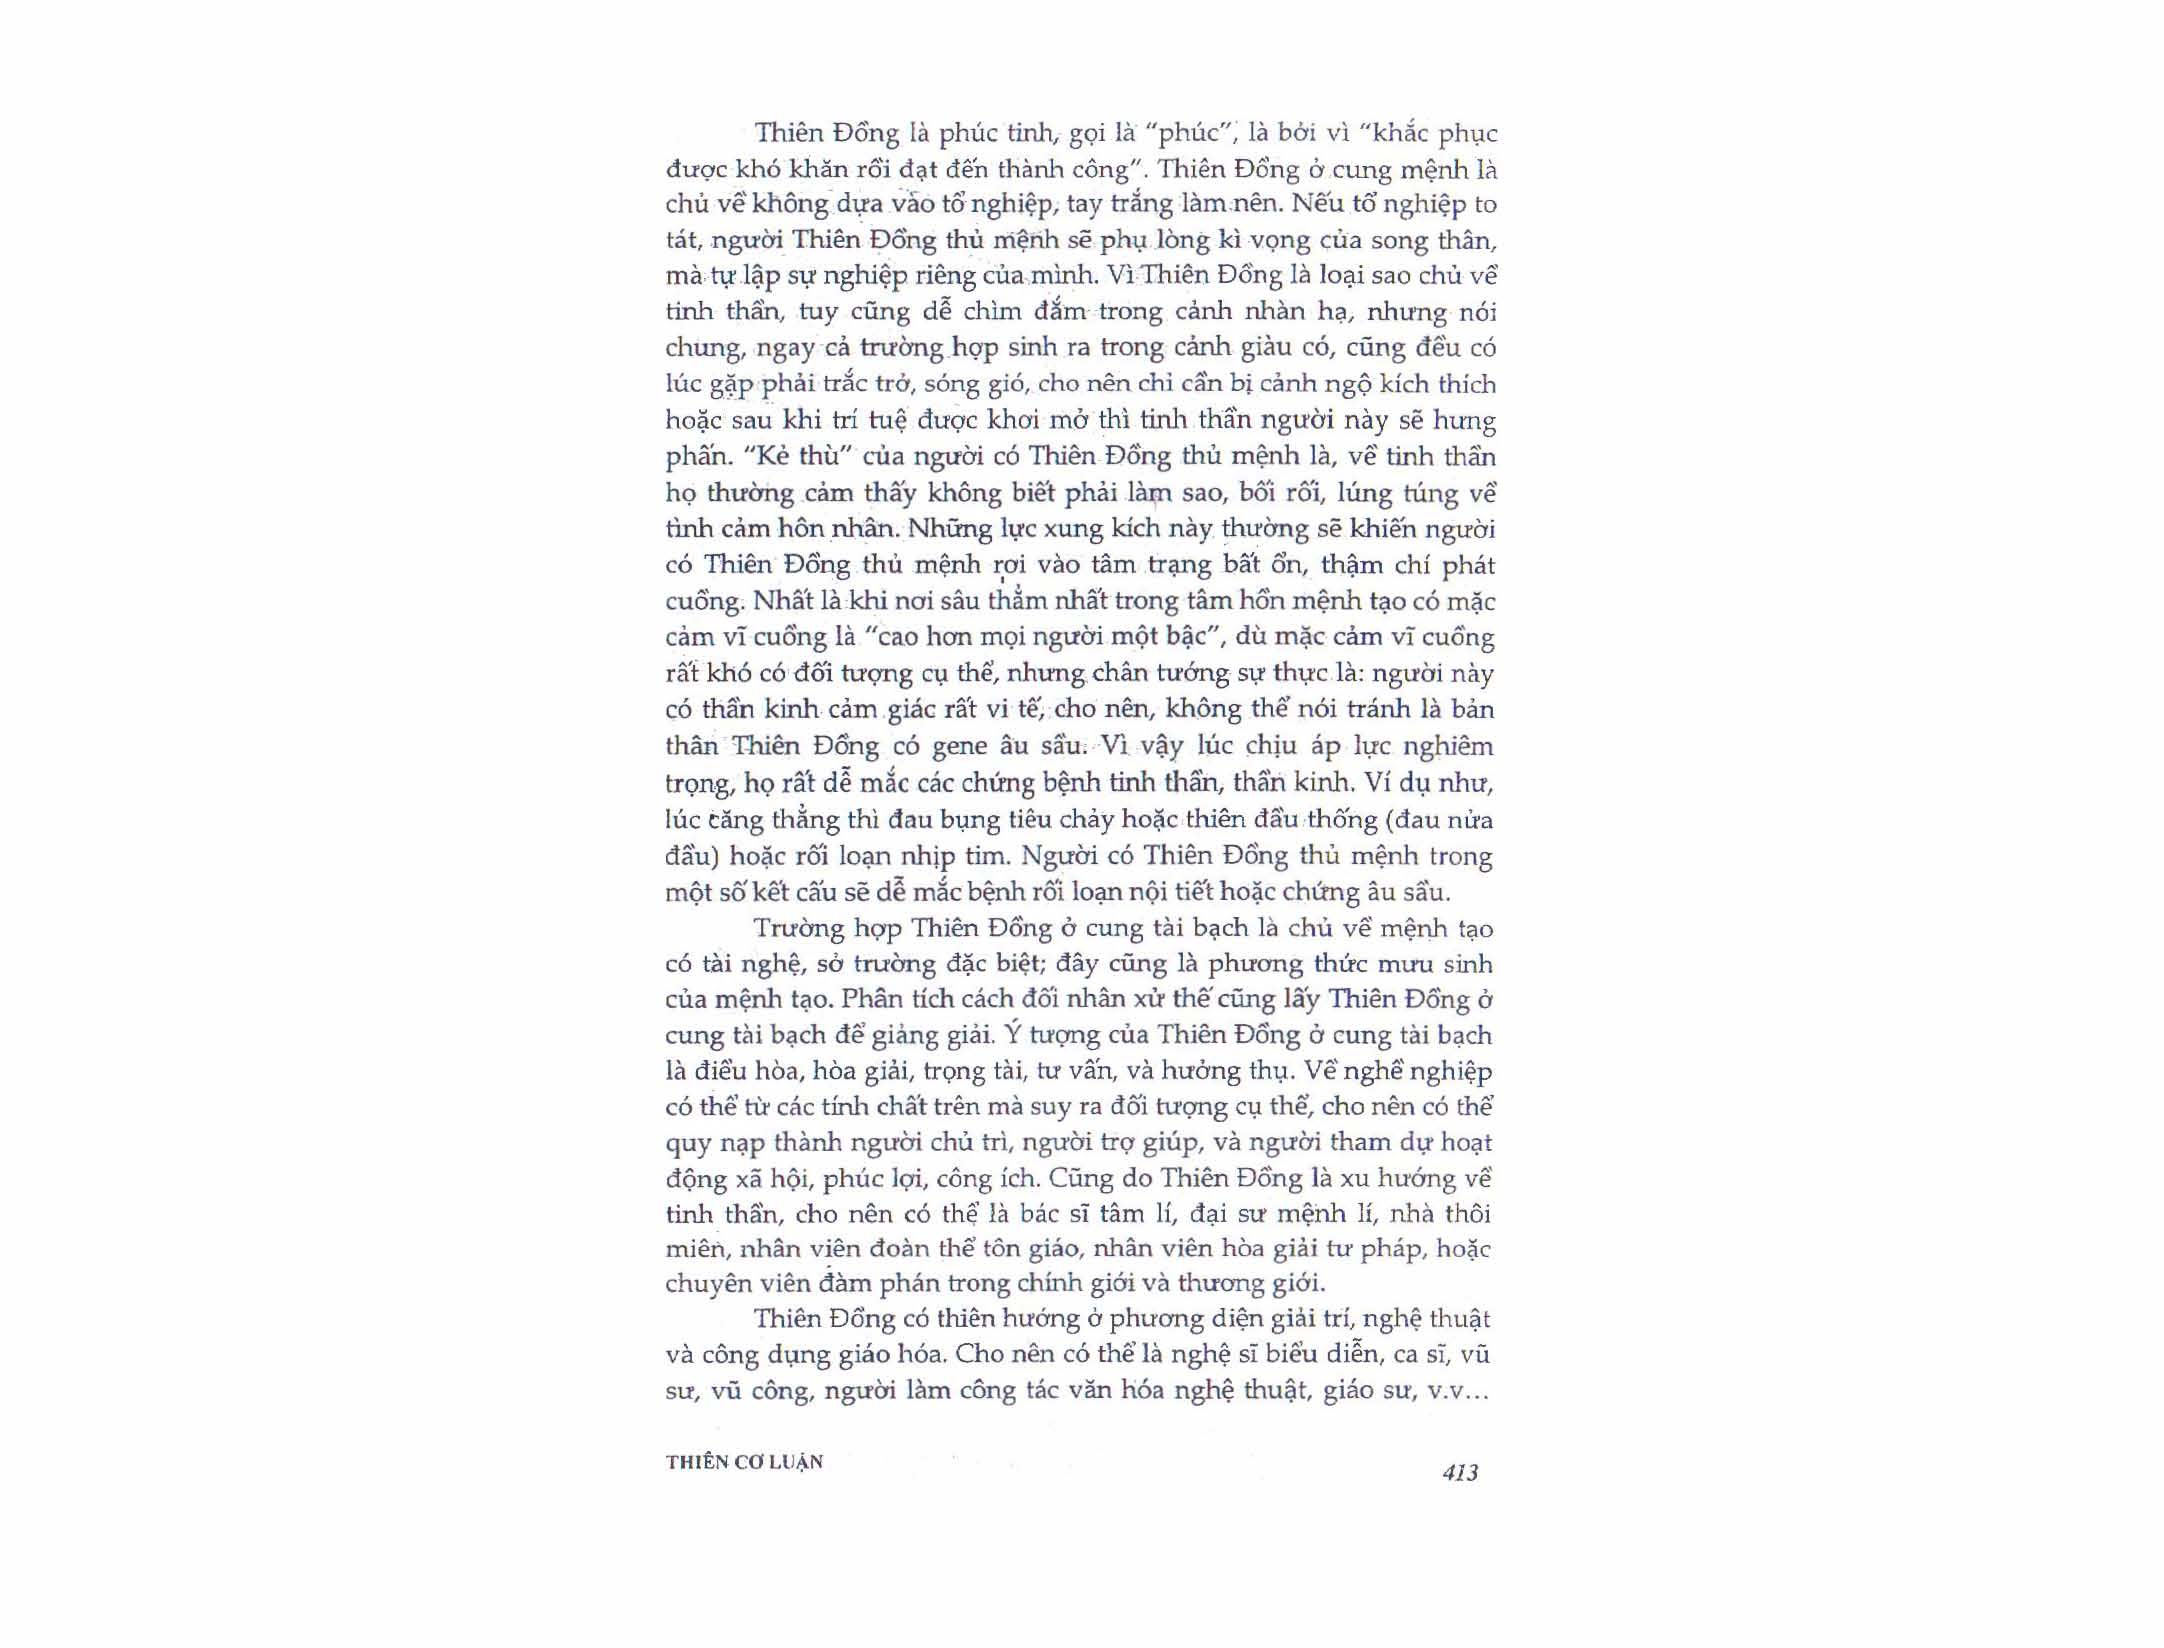 Thiên Đồng là phúc tinh, gọi là "phúc", là bởi vì "khắc phục
được khó khăn rồi đạt đến thành công". Thiên Đồng ở cung mệnh là
chủ về không dựa vào tổ nghiệp, tay trắng làm nên. Nếu tổ nghiệp to
tát, người Thiên Đồng thủ mệnh sẽ phụ lòng kì vọng của song thân,
mà tự lập sự nghiệp riêng của mình. Vì Thiên Đồng là loại sao chủ về
tinh thần, tuy cũng dễ chìm đắm trong cảnh nhàn hạ, nhưng nói
chung, ngay cả trường hợp sinh ra trong cảnh giàu có, cũng đều có
lúc gặp phải trắc trở, sóng gió, cho nên chỉ cần bị cảnh ngộ kích thích
hoặc sau khi trí tuệ được khơi mở thì tinh thần người này sẽ hưng
phấn. "Kẻ thù" của người có Thiên Đồng thủ mệnh là, về tinh thần
họ thường cảm thấy không biết phải làm sao, bối rối, lúng túng về
tình cảm hôn nhân. Những lực xung kích này thường sẽ khiến người
có Thiên Đồng thủ mệnh rơi vào tâm trạng bất ổn, thậm chí phát
cuồng. Nhất là khi nơi sâu thẳm nhất trong tâm hồn mệnh tạo có mặc
cảm vĩ cuồng là "cao hơn mọi người một bậc", dù mặc cảm vĩ cuồng
rất khó có đối tượng cụ thể, nhưng chân tướng sự thực là: người này
có thần kinh cảm giác rất vi tế, cho nên, không thể nói tránh là bản
thân Thiên Đồng có gene âu sầu. Vì vậy lúc chịu áp lực nghiêm
trọng, họ rất dễ mắc các chứng bệnh tinh thần, thần kinh. Ví dụ như,
lúc căng thẳng thì đau bụng tiêu chảy hoặc thiên đầu thống (đau nửa
đầu) hoặc rối loạn nhịp tim. Người có Thiên Đồng thủ mệnh trong
một số kết cấu sẽ dễ mắc bệnh rối loạn nội tiết hoặc chứng âu sầu.
Trường hợp Thiên Đồng ở cung tài bạch là chủ về mệnh tạo
có tài nghệ, sở trường đặc biệt; đây cũng là phương thức mưu sinh
của mệnh tạo. Phân tích cách đối nhân xử thế cũng lấy Thiên Đồng ở
cung tài bạch để giảng giải. Ý tượng của Thiên Đồng ở cung tài bạch
là điều hòa, hòa giải, trọng tài, tư vấn, và hưởng thụ. Về nghề nghiệp
có thể từ các tính chất trên mà suy ra đối tượng cụ thể, cho nên có thể
quy nạp thành người chủ trì, người trợ giúp, và người tham dự hoạt
động xã hội, phúc lợi, công ích. Cũng do Thiên Đồng là xu hướng về
tinh thần, cho nên có thể là bác sĩ tâm lí, đại sư mệnh lí, nhà thôi
miên, nhân viên đoàn thể tôn giáo, nhân viên hòa giải tư pháp, hoặc
chuyên viên đàm phán trong chính giới và thương giới.
Thiên Đồng có thiên hướng ở phương diện giải trí, nghệ thuật
và công dụng giáo hóa. Cho nên có thể là nghệ sĩ biểu diễn, ca sĩ, vũ
sư, vũ công, người làm công tác văn hóa nghệ thuật, giáo sư, v.v...
THIÊN CƠ LUẬN
413